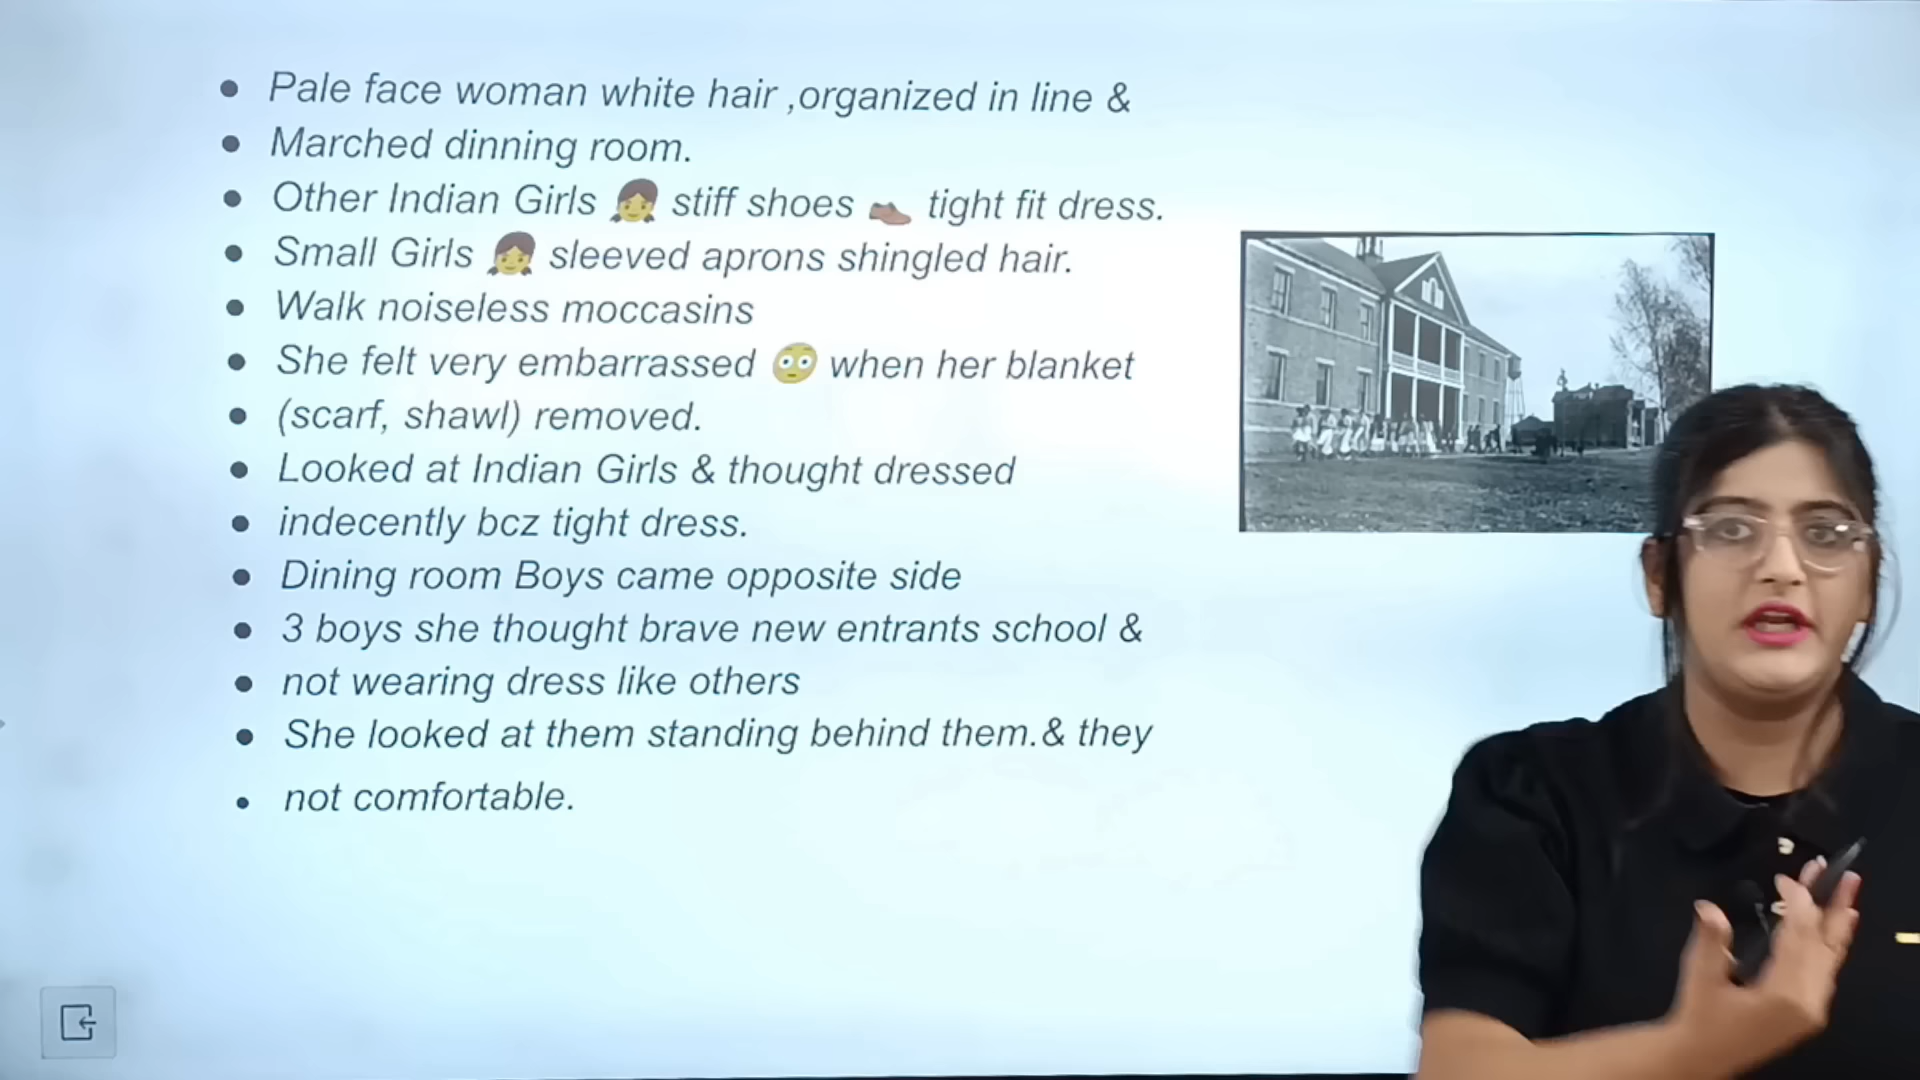 Pale face woman white hair ,organized in line &
Marched dinning room.
Other Indian Girls 👧 stiff shoes 👞 tight fit dress.
Small Girls 👧 sleeved aprons shingled hair.
Walk noiseless moccasins
She felt very embarrassed 😳 when her blanket
(scarf, shawl) removed.
Looked at Indian Girls & thought dressed
indecently bcz tight dress.
Dining room Boys came opposite side
3 boys she thought brave new entrants school &
not wearing dress like others
She looked at them standing behind them.& they
not comfortable.